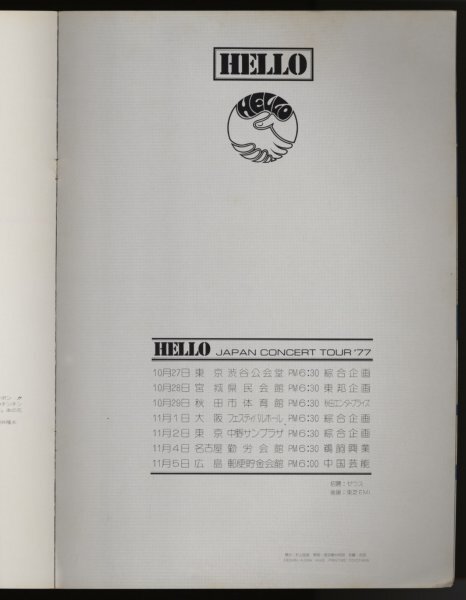 HELLO
HELLO
HELLO JAPAN CONCERT TOUR '77
10月27日 東京 渋谷公会堂 PM6:30 綜合企画
10月28日 宮城県民会館 PM6:30 東邦企画
10月29日 秋田市体育館 PM6:30 秋田エンタープライズ
11月1日 大阪 フェスティバルホール PM6:30 綜合企画
11月2日 東京 中野サンプラザ PM6:30 綜合企画
11月4日 名古屋 勤労会館 PM6:30 鵜飼興業
11月5日 広島 郵便貯金会館 PM6:00 中国芸能
招聘:ゼウス
後援:東芝EMI